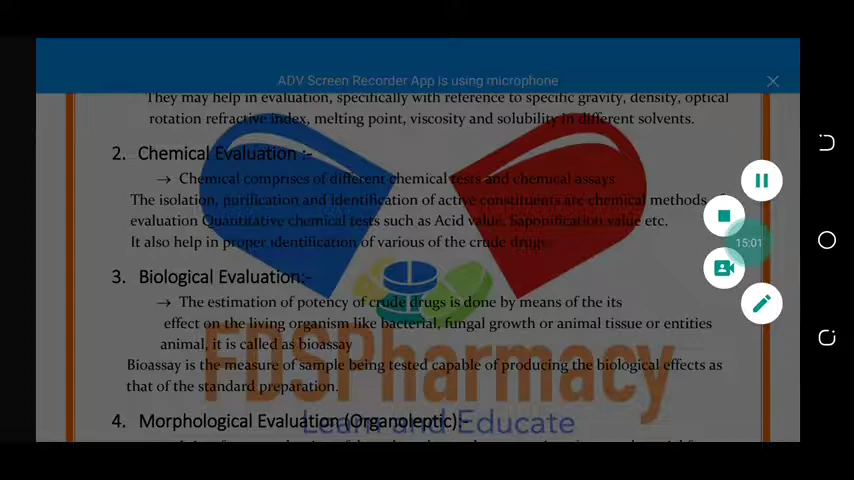 ADV Screen Recorder App is using microphone
They may help in evaluation, specifically with reference to specific gravity, density, optical
rotation refractive index, melting point, viscosity and solubility in different solvents.
2. Chemical Evaluation :-
→ Chemical comprises of different chemical tests and chemical assays
The isolation, purification and identification of active constituents are chemical methods
evaluation Quantitative chemical tests such as Acid value, Saponification value etc.
It also help in proper identification of various of the crude drugs
15:01
3. Biological Evaluation:-
→ The estimation of potency of crude drugs is done by means of the its
effect on the living organism like bacterial, fungal growth or animal tissue or entities
animal, it is called as bioassay
FDSPharmacy
Bioassay is the measure of sample being tested capable of producing the biological effects as
that of the standard preparation.
4. Morphological Evaluation (Organoleptic):-
Learn and Educate